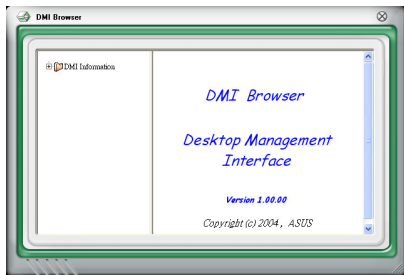 DMI Browser
DMI Information
DMI Browser
Desktop Management
Interface
Version 1.00.00
Copyright (c) 2004, ASUS